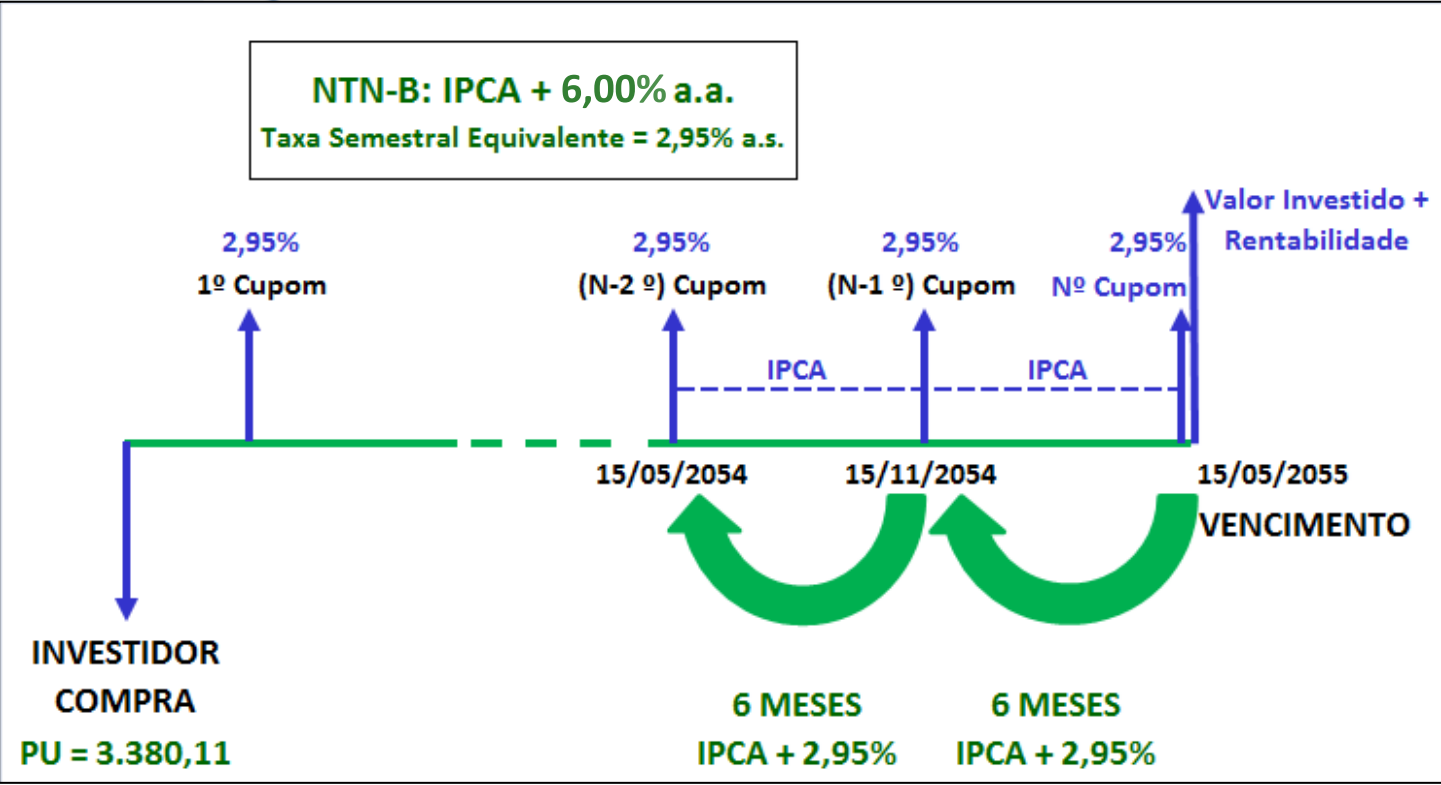 NTN-B: IPCA + 6,00% a.a.
Taxa Semestral Equivalente = 2,95% a.s.
Valor Investido +
Rentabilidade
2,95%
1º Cupom
2,95%
(N-2 º) Cupom
2,95%
(N-1 º) Cupom
2,95%
Nº Cupom
IPCA
IPCA
15/05/2054
15/11/2054
15/05/2055
VENCIMENTO
INVESTIDOR
COMPRA
PU = 3.380,11
6 MESES
IPCA + 2,95%
6 MESES
IPCA + 2,95%